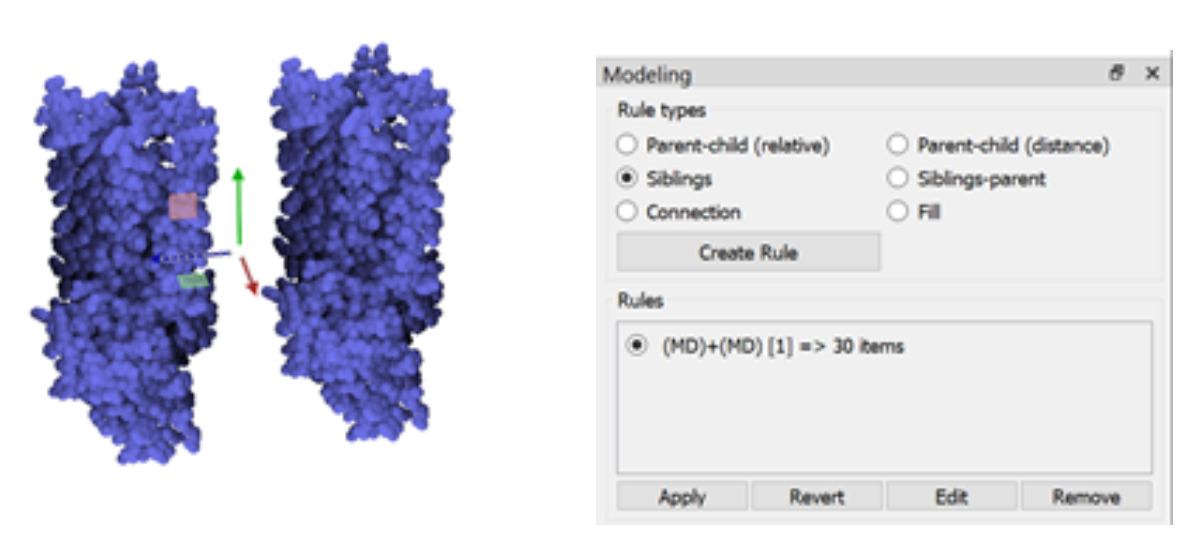 Modeling
Rule types
Parent-child (relative)
Parent-child (distance)
Siblings
Siblings-parent
Connection
Fill
Create Rule
Rules
(MD)+(MD) [1] => 30 items
Apply Revert Edit Remove